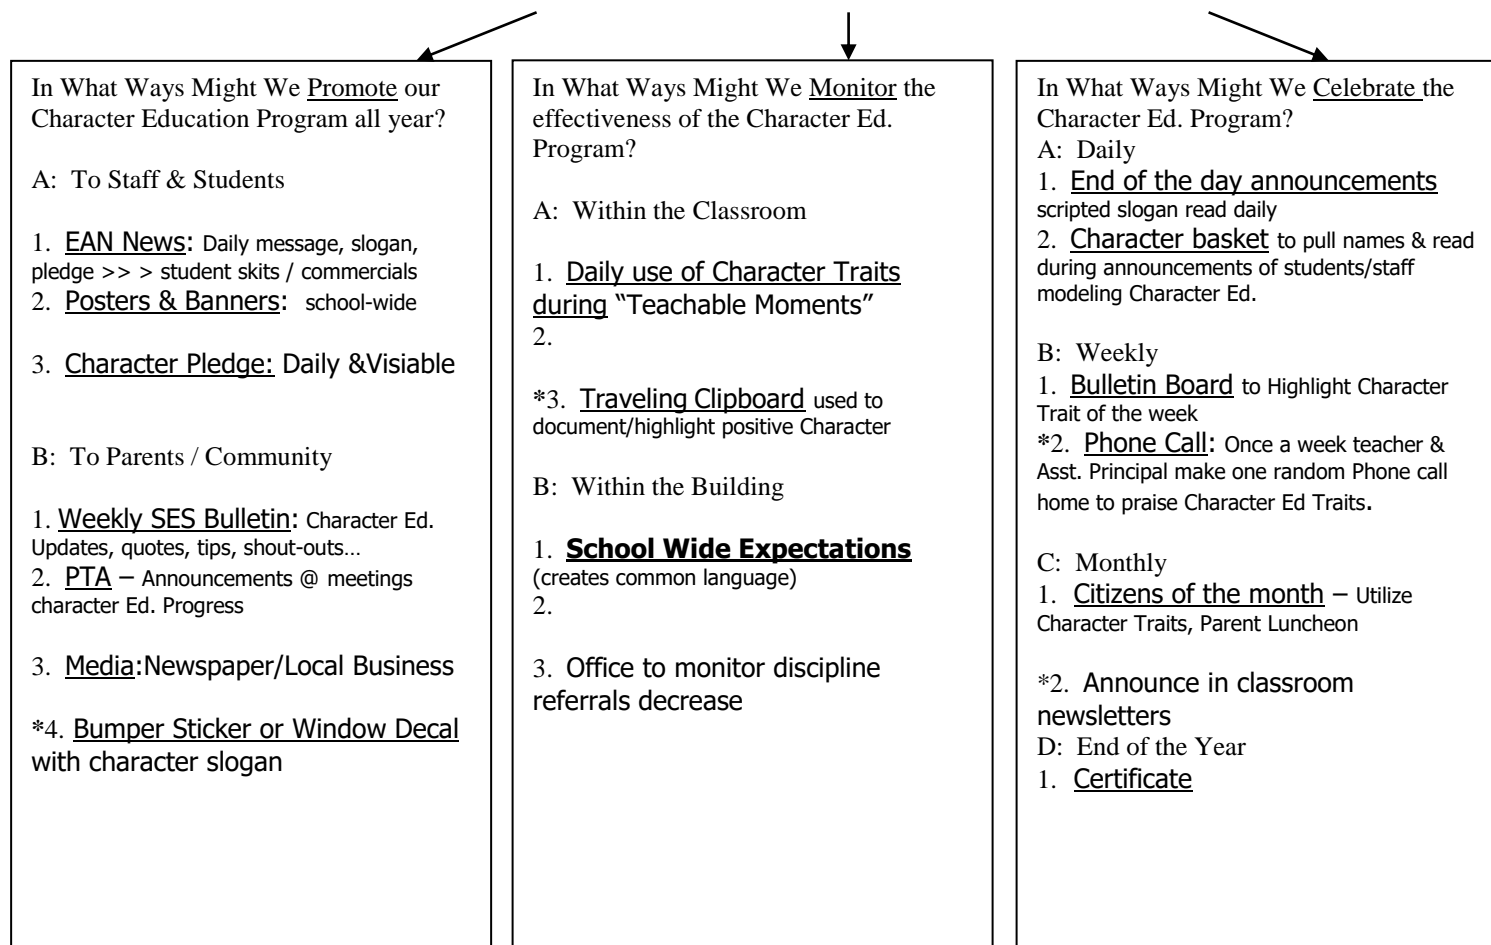 In What Ways Might We Promote our
Character Education Program all year?
A: To Staff & Students
1. EAN News: Daily message, slogan,
pledge >> > student skits / commercials
2. Posters & Banners: school-wide
3. Character Pledge: Daily &Visiable
B: To Parents / Community
1. Weekly SES Bulletin: Character Ed.
Updates, quotes, tips, shout-outs…
2. PTA – Announcements @ meetings
character Ed. Progress
3. Media:Newspaper/Local Business
*4. Bumper Sticker or Window Decal
with character slogan
In What Ways Might We Monitor the
effectiveness of the Character Ed.
Program?
A: Within the Classroom
1. Daily use of Character Traits
during “Teachable Moments”
2.
*3. Traveling Clipboard used to
document/highlight positive Character
B: Within the Building
1. School Wide Expectations
(creates common language)
2.
3. Office to monitor discipline
referrals decrease
In What Ways Might We Celebrate the
Character Ed. Program?
A: Daily
1. End of the day announcements
scripted slogan read daily
2. Character basket to pull names & read
during announcements of students/staff
modeling Character Ed.
B: Weekly
1. Bulletin Board to Highlight Character
Trait of the week
*2. Phone Call: Once a week teacher &
Asst. Principal make one random Phone call
home to praise Character Ed Traits.
C: Monthly
1. Citizens of the month – Utilize
Character Traits, Parent Luncheon
*2. Announce in classroom
newsletters
D: End of the Year
1. Certificate